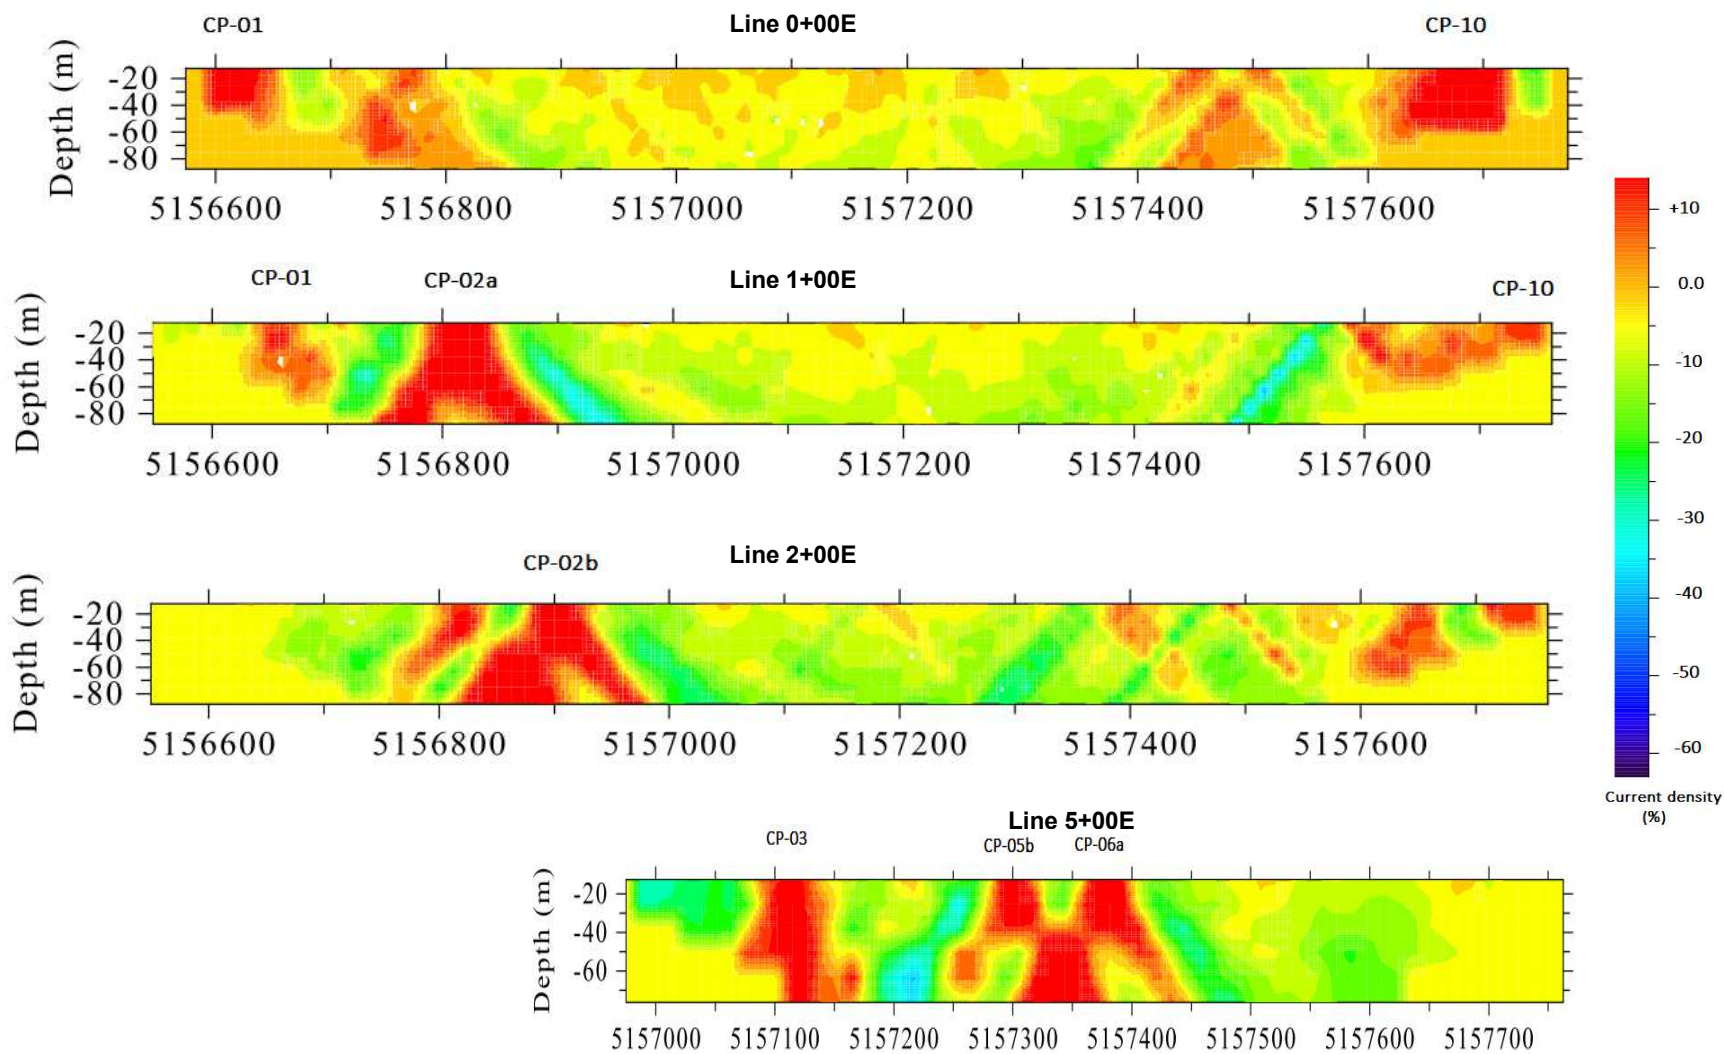 CP-01 Line 0+00E CP-10
Depth (m)
-20
-40
-60
-80
5156600 5156800 5157000 5157200 5157400 5157600
CP-01 CP-02a Line 1+00E CP-10
Depth (m)
-20
-40
-60
-80
5156600 5156800 5157000 5157200 5157400 5157600
CP-02b Line 2+00E
Depth (m)
-20
-40
-60
-80
5156600 5156800 5157000 5157200 5157400 5157600
Line 5+00E
CP-03 CP-05b CP-06a
Depth (m)
-20
-40
-60
5157000 5157100 5157200 5157300 5157400 5157500 5157600 5157700
+10
0.0
-10
-20
-30
-40
-50
-60
Current density
(%)